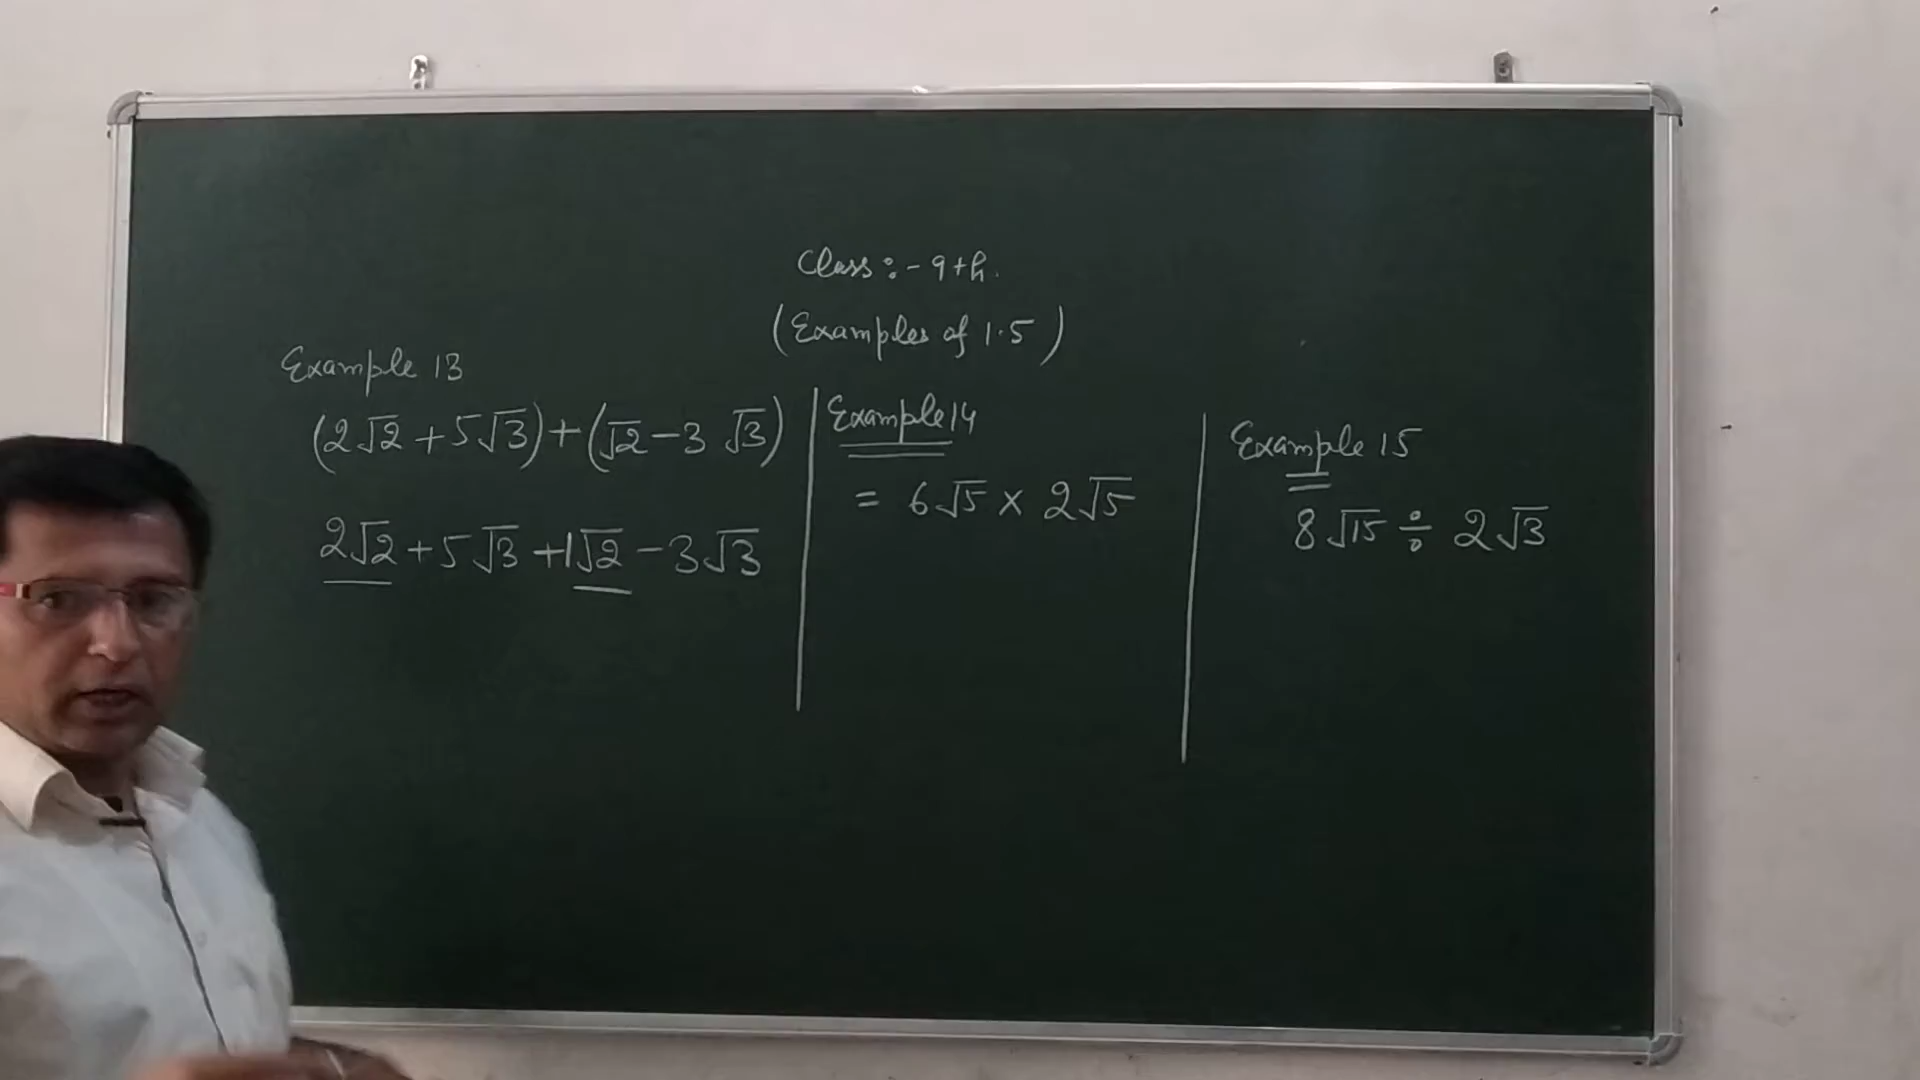 Class :- 9th.
(Examples of 1.5)
Example 13
(2√2 + 5√3) + (√2 - 3 √3)
2√2 + 5√3 + 1√2 - 3√3
Example 14
= 6√5 × 2√5
Example 15
8√15 ÷ 2√3